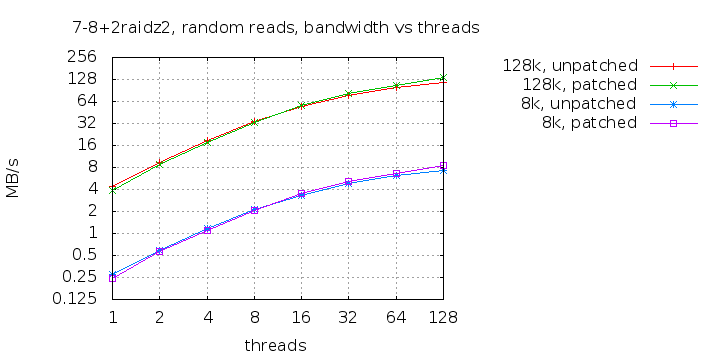 7-8+2raidz2, random reads, bandwidth vs threads
256
128
64
32
16
8
4
2
1
0.5
0.25
0.125
MB/s
1 2 4 8 16 32 64 128
threads
128k, unpatched
128k, patched
8k, unpatched
8k, patched